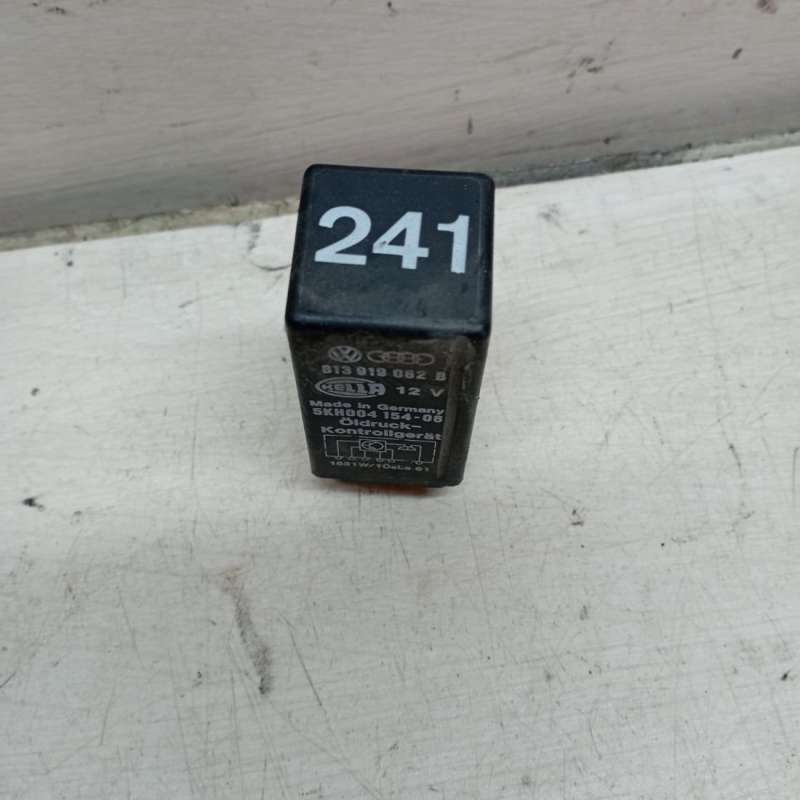 241
813 919 082 B
HELLA 12 V
Made in Germany
5KH004 154-06
Öldruck-
Kontrollgerät